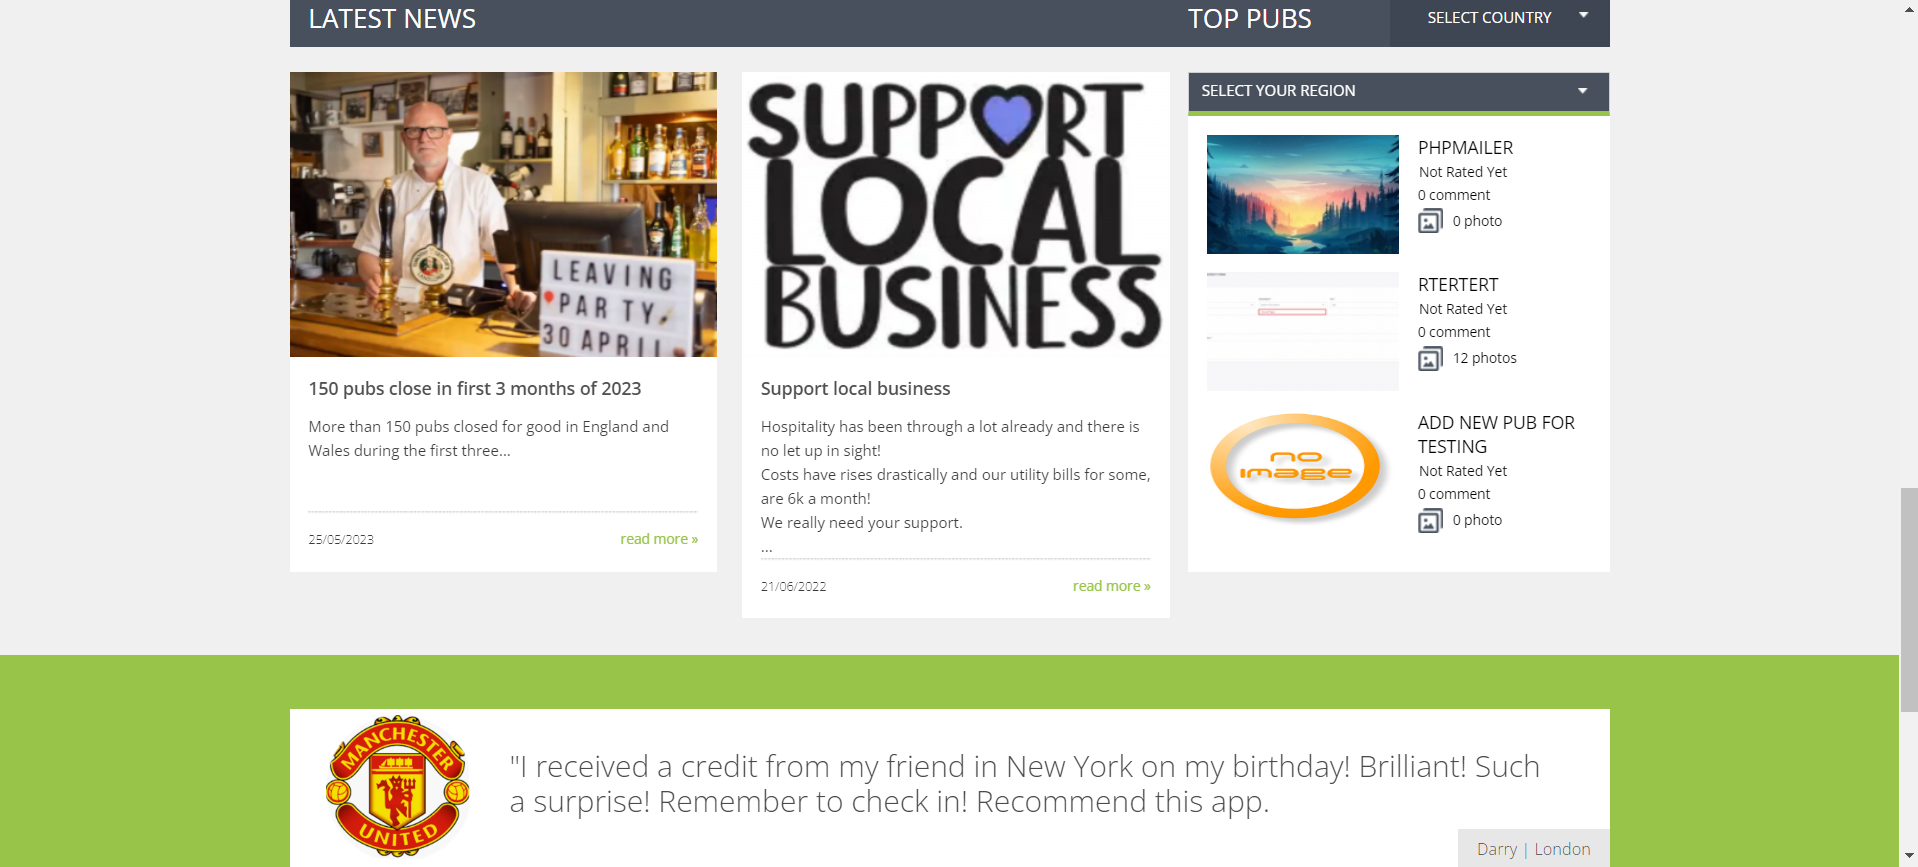 LATEST NEWS
TOP PUBS
SELECT COUNTRY
LEAVING
PARTY
30 APRIL
150 pubs close in first 3 months of 2023
More than 150 pubs closed for good in England and
Wales during the first three...
25/05/2023
read more »
SUPPORT
LOCAL
BUSINESS
Support local business
Hospitality has been through a lot already and there is
no let up in sight!
Costs have rises drastically and our utility bills for some,
are 6k a month!
We really need your support.
...
21/06/2022
read more »
SELECT YOUR REGION
PHPMAILER
Not Rated Yet
0 comment
0 photo
RTERTERT
Not Rated Yet
0 comment
12 photos
no
image
ADD NEW PUB FOR
TESTING
Not Rated Yet
0 comment
0 photo
MANCHESTER
UNITED
"I received a credit from my friend in New York on my birthday! Brilliant! Such
a surprise! Remember to check in! Recommend this app.
Darry | London